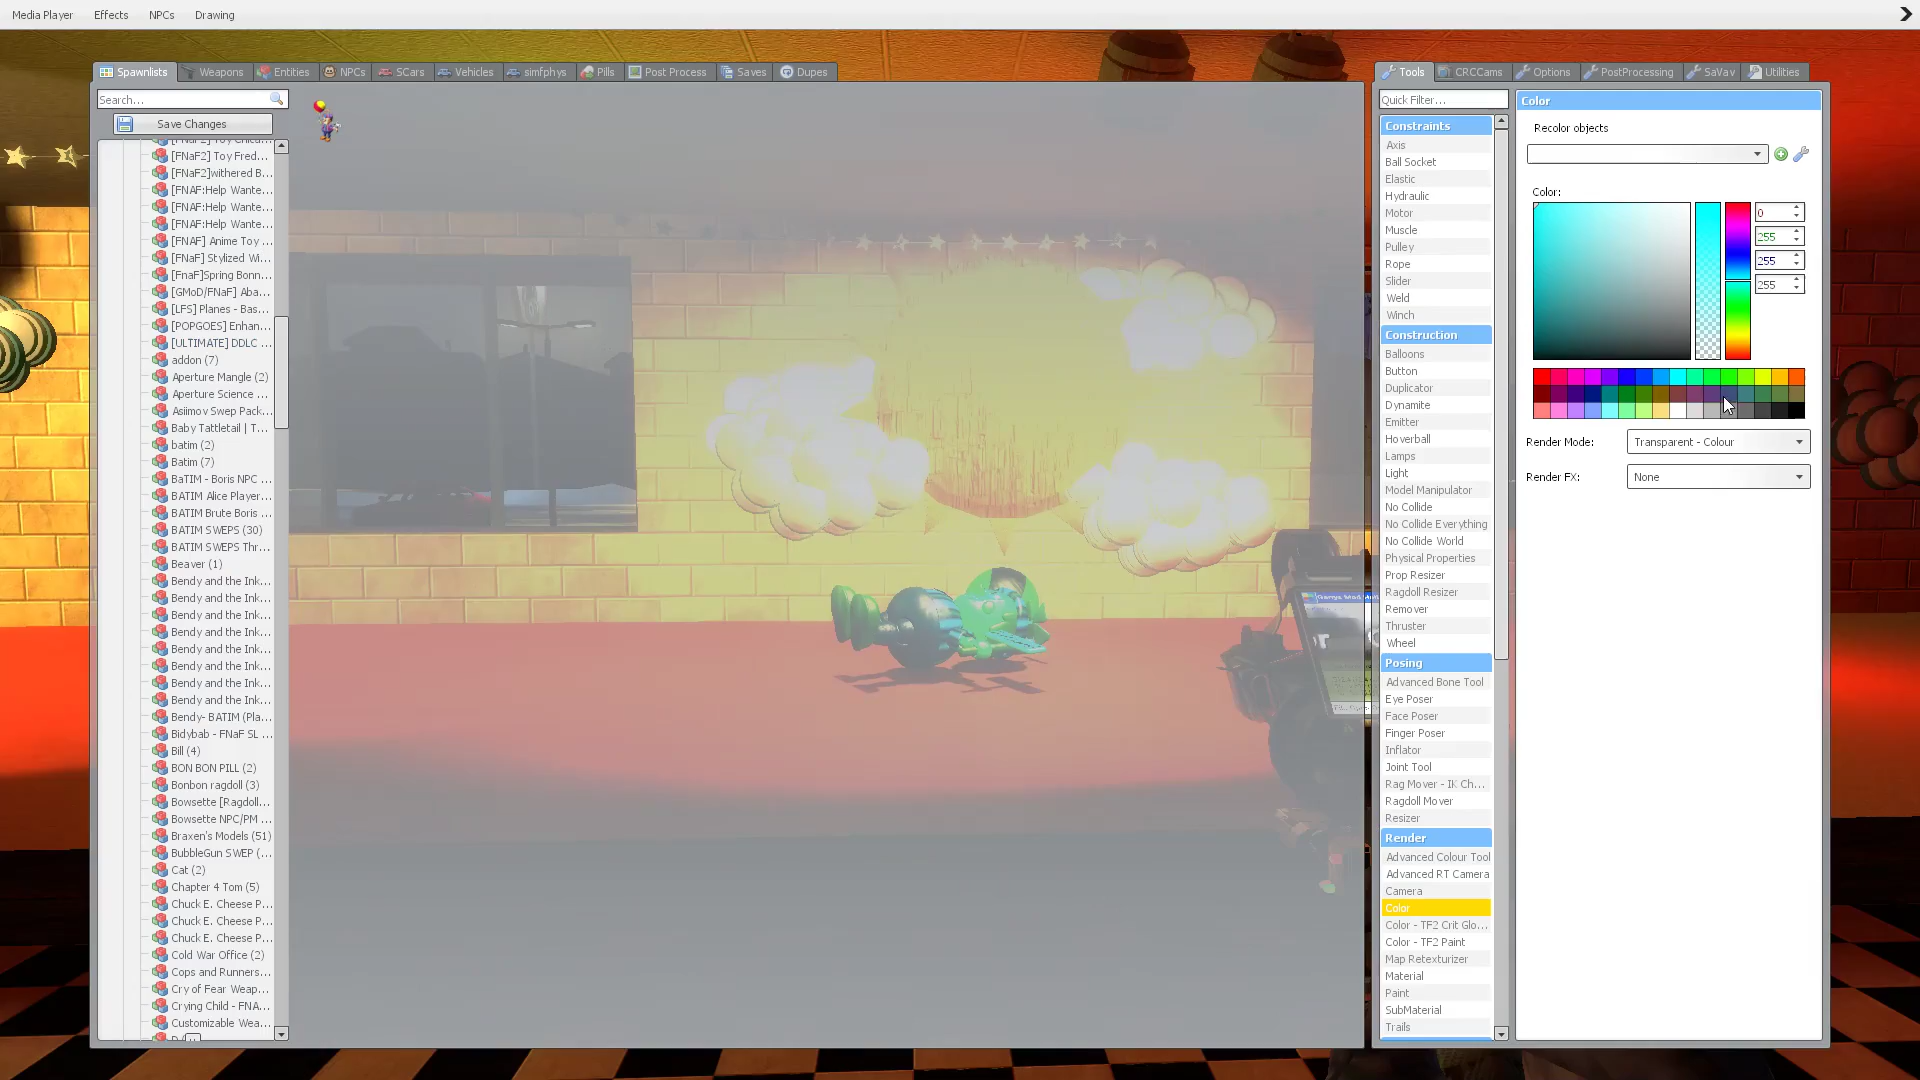 Media Player Effects NPCs Drawing
Spawnlists Weapons Entities NPCs SCars Vehicles simfphys Pills Post Process Saves Dupes
Search...
Save Changes
[FNaF2] Toy Fred...
[FNaF2]withered B...
[FNAF:Help Wante...
[FNAF:Help Wante...
[FNAF:Help Wante...
[FNAF] Anime Toy ...
[FNaF] Stylized Wi...
[FnaF]Spring Bonn...
[GMoD/FNaF] Aba...
[LFS] Planes - Bas...
[POPGOES] Enhan...
[ULTIMATE] DDLC ...
addon (7)
Aperture Mangle (2)
Aperture Science ...
Asiimov Swep Pack...
Baby Tattletail | T...
batim (2)
Batim (7)
BaTIM - Boris NPC ...
BATIM Alice Player...
BATIM Brute Boris ...
BATIM SWEPS (30)
BATIM SWEPS Thr...
Beaver (1)
Bendy and the Ink...
Bendy and the Ink...
Bendy and the Ink...
Bendy and the Ink...
Bendy and the Ink...
Bendy and the Ink...
Bendy and the Ink...
Bendy and the Ink...
Bendy- BATIM (Pla...
Bidybab - FNaF SL ...
Bill (4)
BON BON PILL (2)
Bonbon ragdoll (3)
Bowsette [Ragdoll...
Bowsette NPC/PM ...
Braxen's Models (51)
BubbleGun SWEP (...
Cat (2)
Chapter 4 Tom (5)
Chuck E. Cheese P...
Chuck E. Cheese P...
Chuck E. Cheese P...
Cold War Office (2)
Cops and Runners...
Cry of Fear Weap...
Crying Child - FNA...
Customizable Wea...
Tools CRCCams Options PostProcessing SaVav Utilities
Quick Filter...
Constraints
Axis
Ball Socket
Elastic
Hydraulic
Motor
Muscle
Pulley
Rope
Slider
Weld
Winch
Construction
Balloons
Button
Duplicator
Dynamite
Emitter
Hoverball
Lamps
Light
Model Manipulator
No Collide
No Collide Everything
No Collide World
Physical Properties
Prop Resizer
Ragdoll Resizer
Remover
Thruster
Wheel
Posing
Advanced Bone Tool
Eye Poser
Face Poser
Finger Poser
Inflator
Joint Tool
Rag Mover - IK Ch...
Ragdoll Mover
Resizer
Render
Advanced Colour Tool
Advanced RT Camera
Camera
Color
Color - TF2 Crit Glo...
Color - TF2 Paint
Map Retexturizer
Material
Paint
SubMaterial
Trails
Color
Recolor objects
Color:
0
255
255
255
Render Mode: Transparent - Colour
Render FX: None